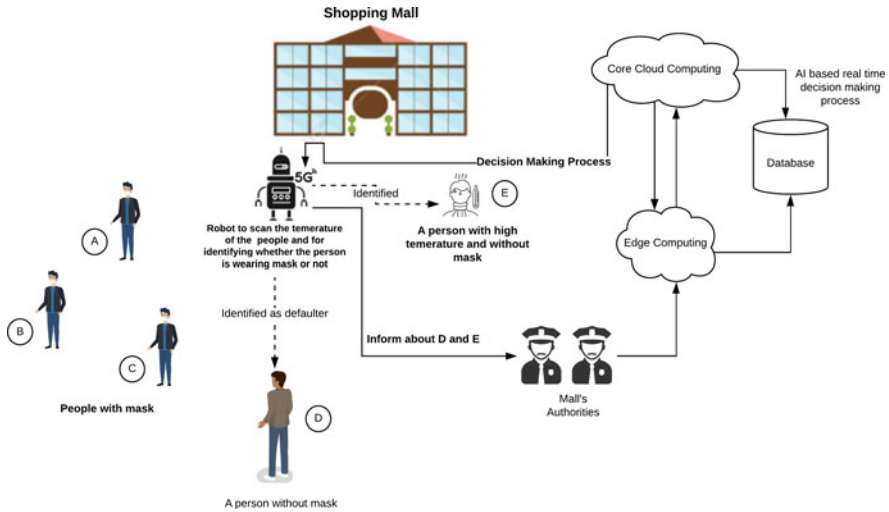 Shopping Mall
Core Cloud Computing
AI based real time
decision making
process
Database
Decision Making Process
5G
Identified
E
A person with high
temerature and without
mask
Edge Computing
Robot to scan the temerature
of the people and for
identifying whether the person
is wearing mask or not
A
B
C
People with mask
Identified as defaulter
Inform about D and E
Mall's
Authorities
D
A person without mask